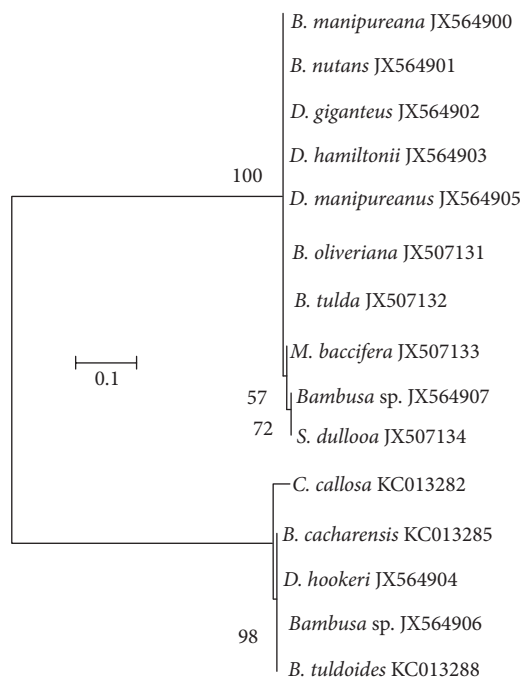 B. manipureana JX564900
B. nutans JX564901
D. giganteus JX564902
D. hamiltonii JX564903
100
D. manipureanus JX564905
B. oliveriana JX507131
B. tulda JX507132
M. baccifera JX507133
0.1
57
Bambusa sp. JX564907
72
S. dullooa JX507134
C. callosa KC013282
B. cacharensis KC013285
D. hookeri JX564904
Bambusa sp. JX564906
98
B. tuldoides KC013288